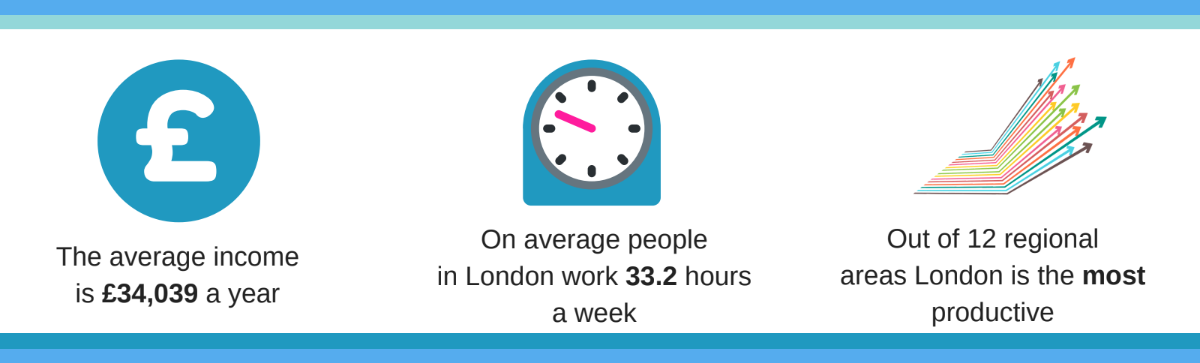 £
The average income
is £34,039 a year
On average people
in London work 33.2 hours
a week
Out of 12 regional
areas London is the most
productive